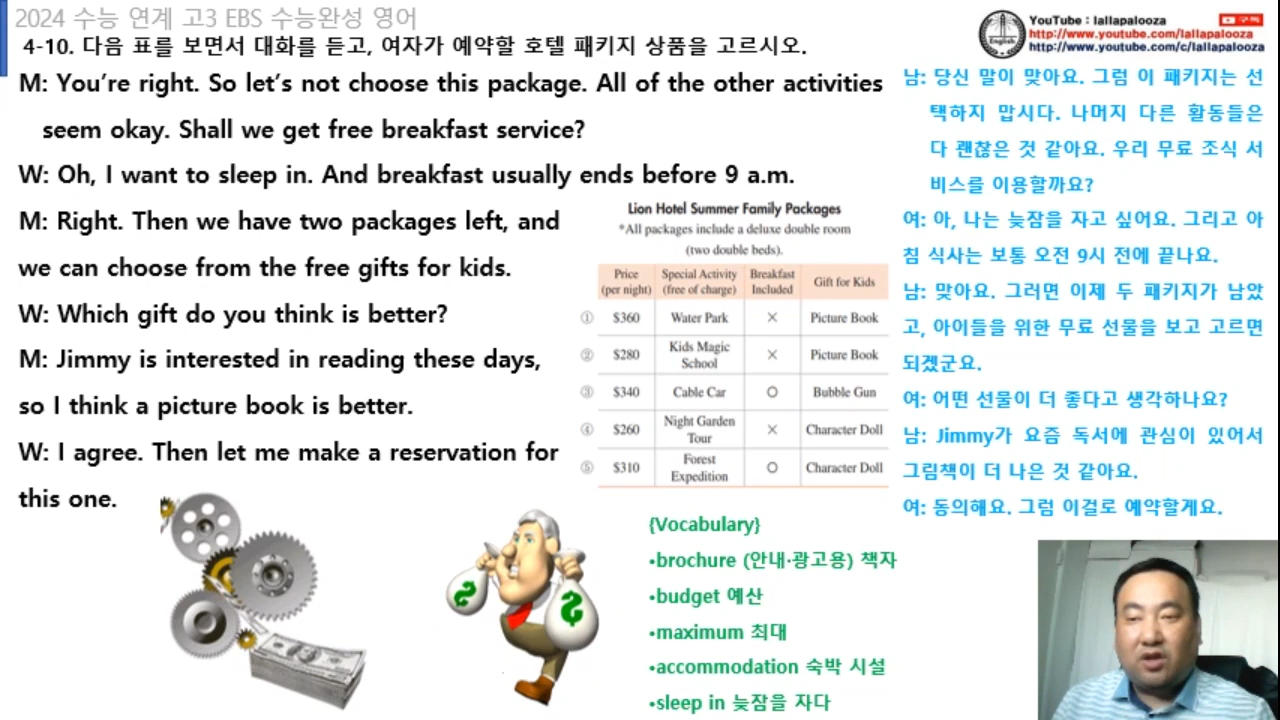 2024 수능 연계 고3 EBS 수능완성 영어
4-10. 다음 표를 보면서 대화를 듣고, 여자가 예약할 호텔 패키지 상품을 고르시오.
YouTube : lallapalooza
구독
http://www.youtube.com/lallapalooza
http://www.youtube.com/c/lallapalooza
English
M: You're right. So let's not choose this package. All of the other activities
seem okay. Shall we get free breakfast service?
W: Oh, I want to sleep in. And breakfast usually ends before 9 a.m.
M: Right. Then we have two packages left, and
we can choose from the free gifts for kids.
W: Which gift do you think is better?
M: Jimmy is interested in reading these days,
so I think a picture book is better.
W: I agree. Then let me make a reservation for
this one.
Lion Hotel Summer Family Packages
*All packages include a deluxe double room
(two double beds).
Price (per night) Special Activity (free of charge) Breakfast Included Gift for Kids
① $360 Water Park × Picture Book
② $280 Kids Magic School × Picture Book
③ $340 Cable Car ○ Bubble Gun
④ $260 Night Garden Tour × Character Doll
⑤ $310 Forest Expedition ○ Character Doll
{Vocabulary}
•brochure (안내·광고용) 책자
•budget 예산
•maximum 최대
•accommodation 숙박 시설
•sleep in 늦잠을 자다
남: 당신 말이 맞아요. 그럼 이 패키지는 선
택하지 맙시다. 나머지 다른 활동들은
다 괜찮은 것 같아요. 우리 무료 조식 서
비스를 이용할까요?
여: 아, 나는 늦잠을 자고 싶어요. 그리고 아
침 식사는 보통 오전 9시 전에 끝나요.
남: 맞아요. 그러면 이제 두 패키지가 남았
고, 아이들을 위한 무료 선물을 보고 고르면
되겠군요.
여: 어떤 선물이 더 좋다고 생각하나요?
남: Jimmy가 요즘 독서에 관심이 있어서
그림책이 더 나은 것 같아요.
여: 동의해요. 그럼 이걸로 예약할게요.